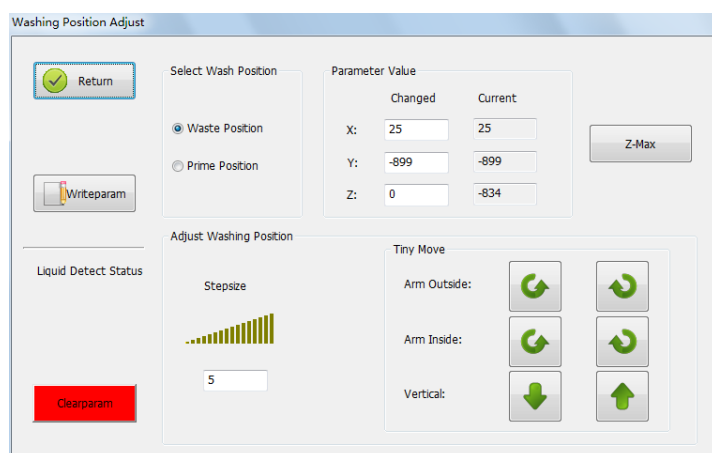 Washing Position Adjust
Return
Writeparam
Liquid Detect Status
Clearparam
Select Wash Position
Waste Position
Prime Position
Parameter Value
Changed Current
X: 25 25
Y: -899 -899
Z: 0 -834
Z-Max
Adjust Washing Position
Stepsize
5
Tiny Move
Arm Outside:
Arm Inside:
Vertical: